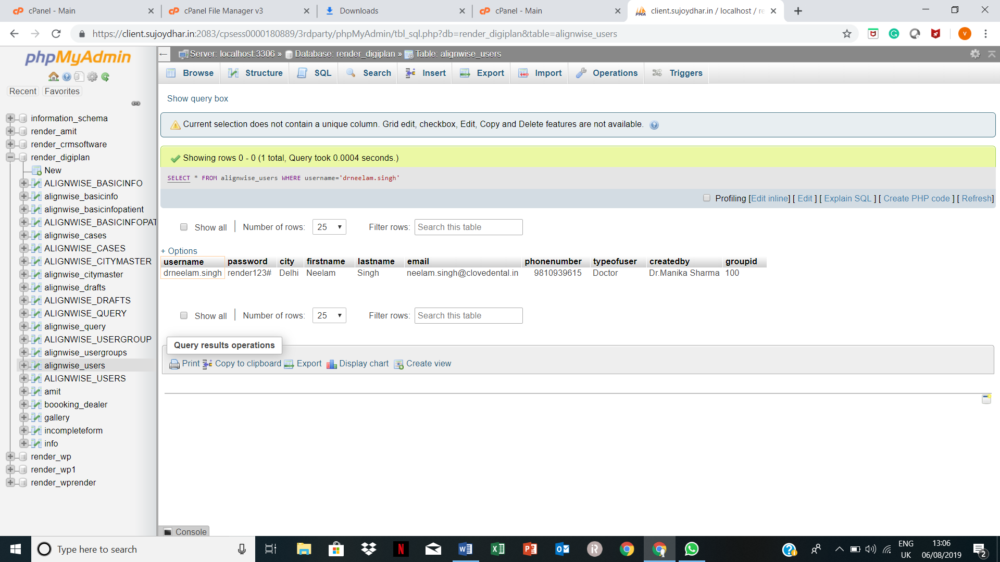 cPanel - Main
cPanel File Manager v3
Downloads
cPanel - Main
client.sujoydhar.in / localhost / re
https://client.sujoydhar.in:2083/cpsess0000180889/3rdparty/phpMyAdmin/tbl_sql.php?db=render_digiplan&table=alignwise_users
V
phpMyAdmin
Recent
Favorites
information_schema
render_amit
render_crmsoftware
render_digiplan
New
ALIGNWISE_BASICINFO
alignwise_basicinfo
alignwise_basicinfopatient
ALIGNWISE_BASICINFOPAT
alignwise_cases
ALIGNWISE_CASES
ALIGNWISE_CITYMASTER
alignwise_citymaster
alignwise_drafts
ALIGNWISE_DRAFTS
ALIGNWISE_QUERY
alignwise_query
ALIGNWISE_USERGROUP
alignwise_usergroups
alignwise_users
ALIGNWISE_USERS
amit
boooking_dealer
gallery
incompleteform
info
render_wp
render_wp1
render_wprender
Server: localhost:3306 » Database: render_digiplan » Table: alignwise_users
Browse Structure SQL Search Insert Export Import Operations Triggers
Show query box
Current selection does not contain a unique column. Grid edit, checkbox, Edit, Copy and Delete features are not available.
Showing rows 0 - 0 (1 total, Query took 0.0004 seconds.)
SELECT * FROM alignwise_users WHERE username='drneelam.singh'
Profiling [Edit inline] [ Edit ] [ Explain SQL ] [ Create PHP code ] [ Refresh]
Show all Number of rows: 25 Filter rows: Search this table
+ Options
username password city firstname lastname email phonenumber typeofuser createdby groupid
drneelam.singh render123# Delhi Neelam Singh neelam.singh@clovedental.in 9810939615 Doctor Dr.Manika Sharma 100
Show all Number of rows: 25 Filter rows: Search this table
Query results operations
Print Copy to clipboard Export Display chart Create view
Console
Type here to search
ENG
UK
13:06
06/08/2019
2